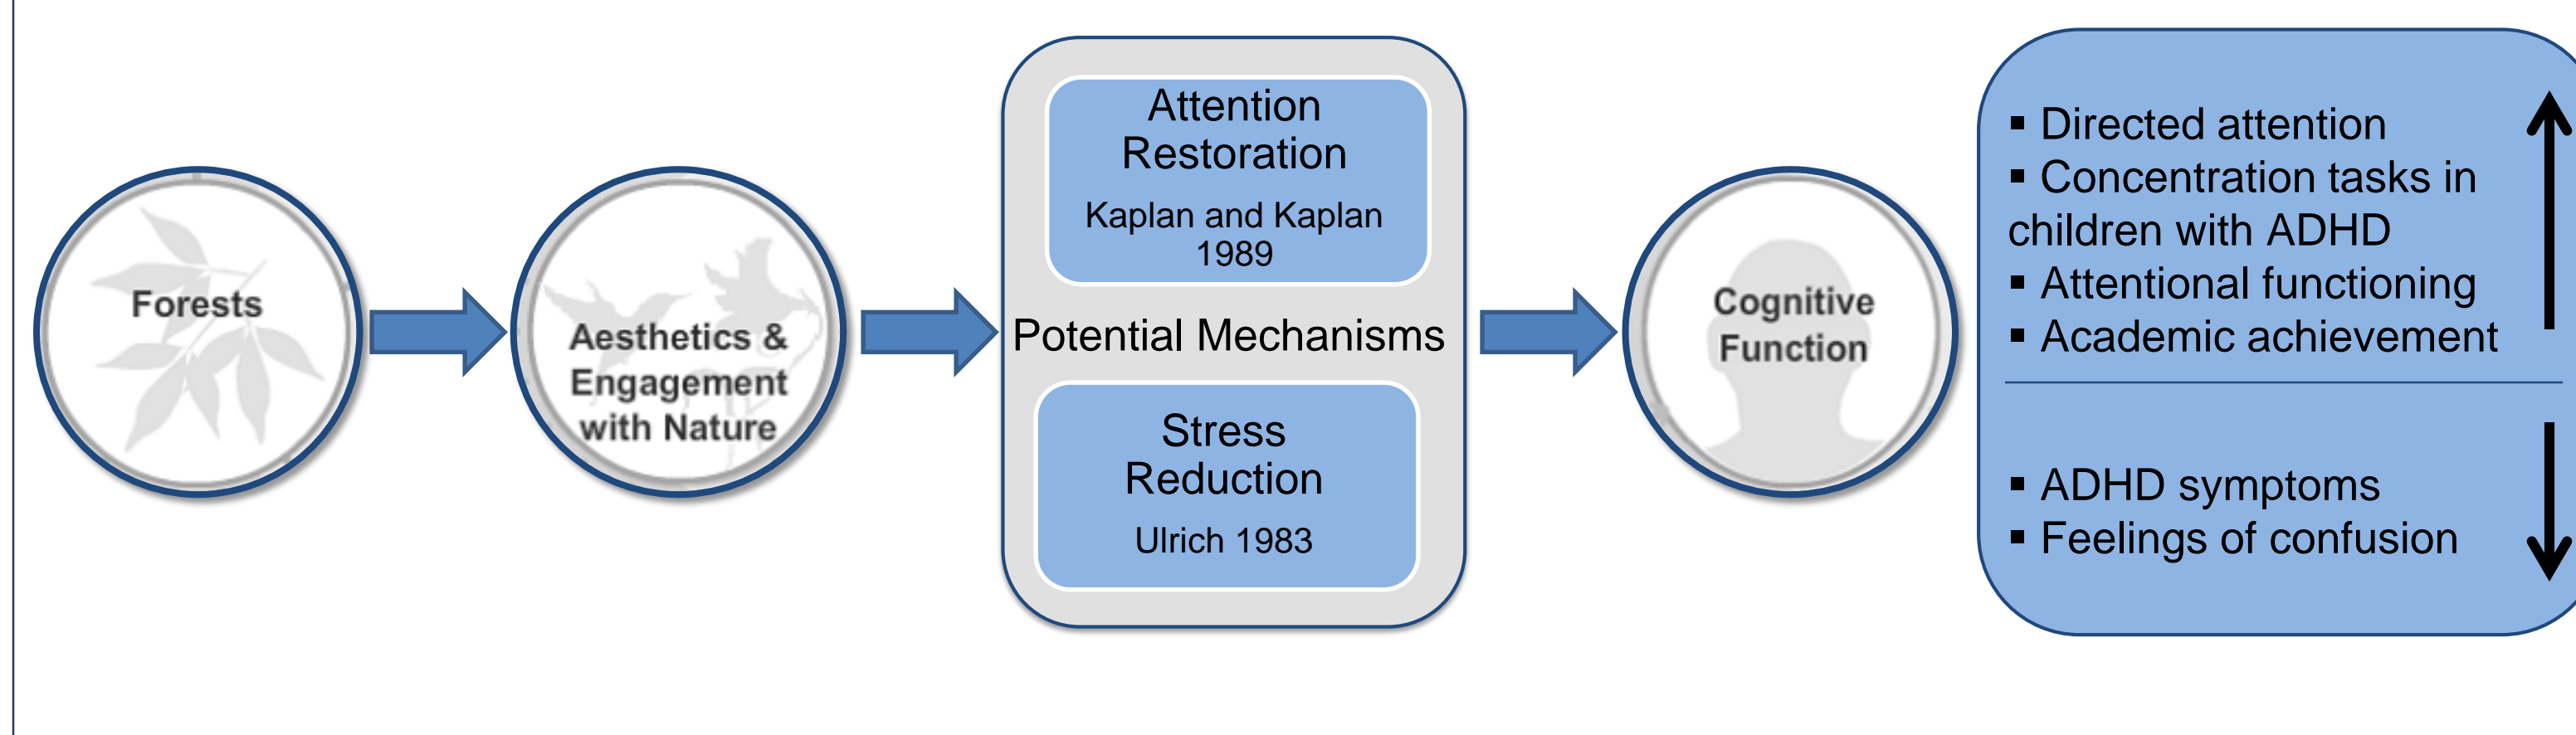 Forests
Aesthetics &
Engagement
with Nature
Attention
Restoration
Kaplan and Kaplan
1989
Potential Mechanisms
Stress
Reduction
Ulrich 1983
Cognitive
Function
▪ Directed attention
▪ Concentration tasks in
children with ADHD
▪ Attentional functioning
▪ Academic achievement
▪ ADHD symptoms
▪ Feelings of confusion